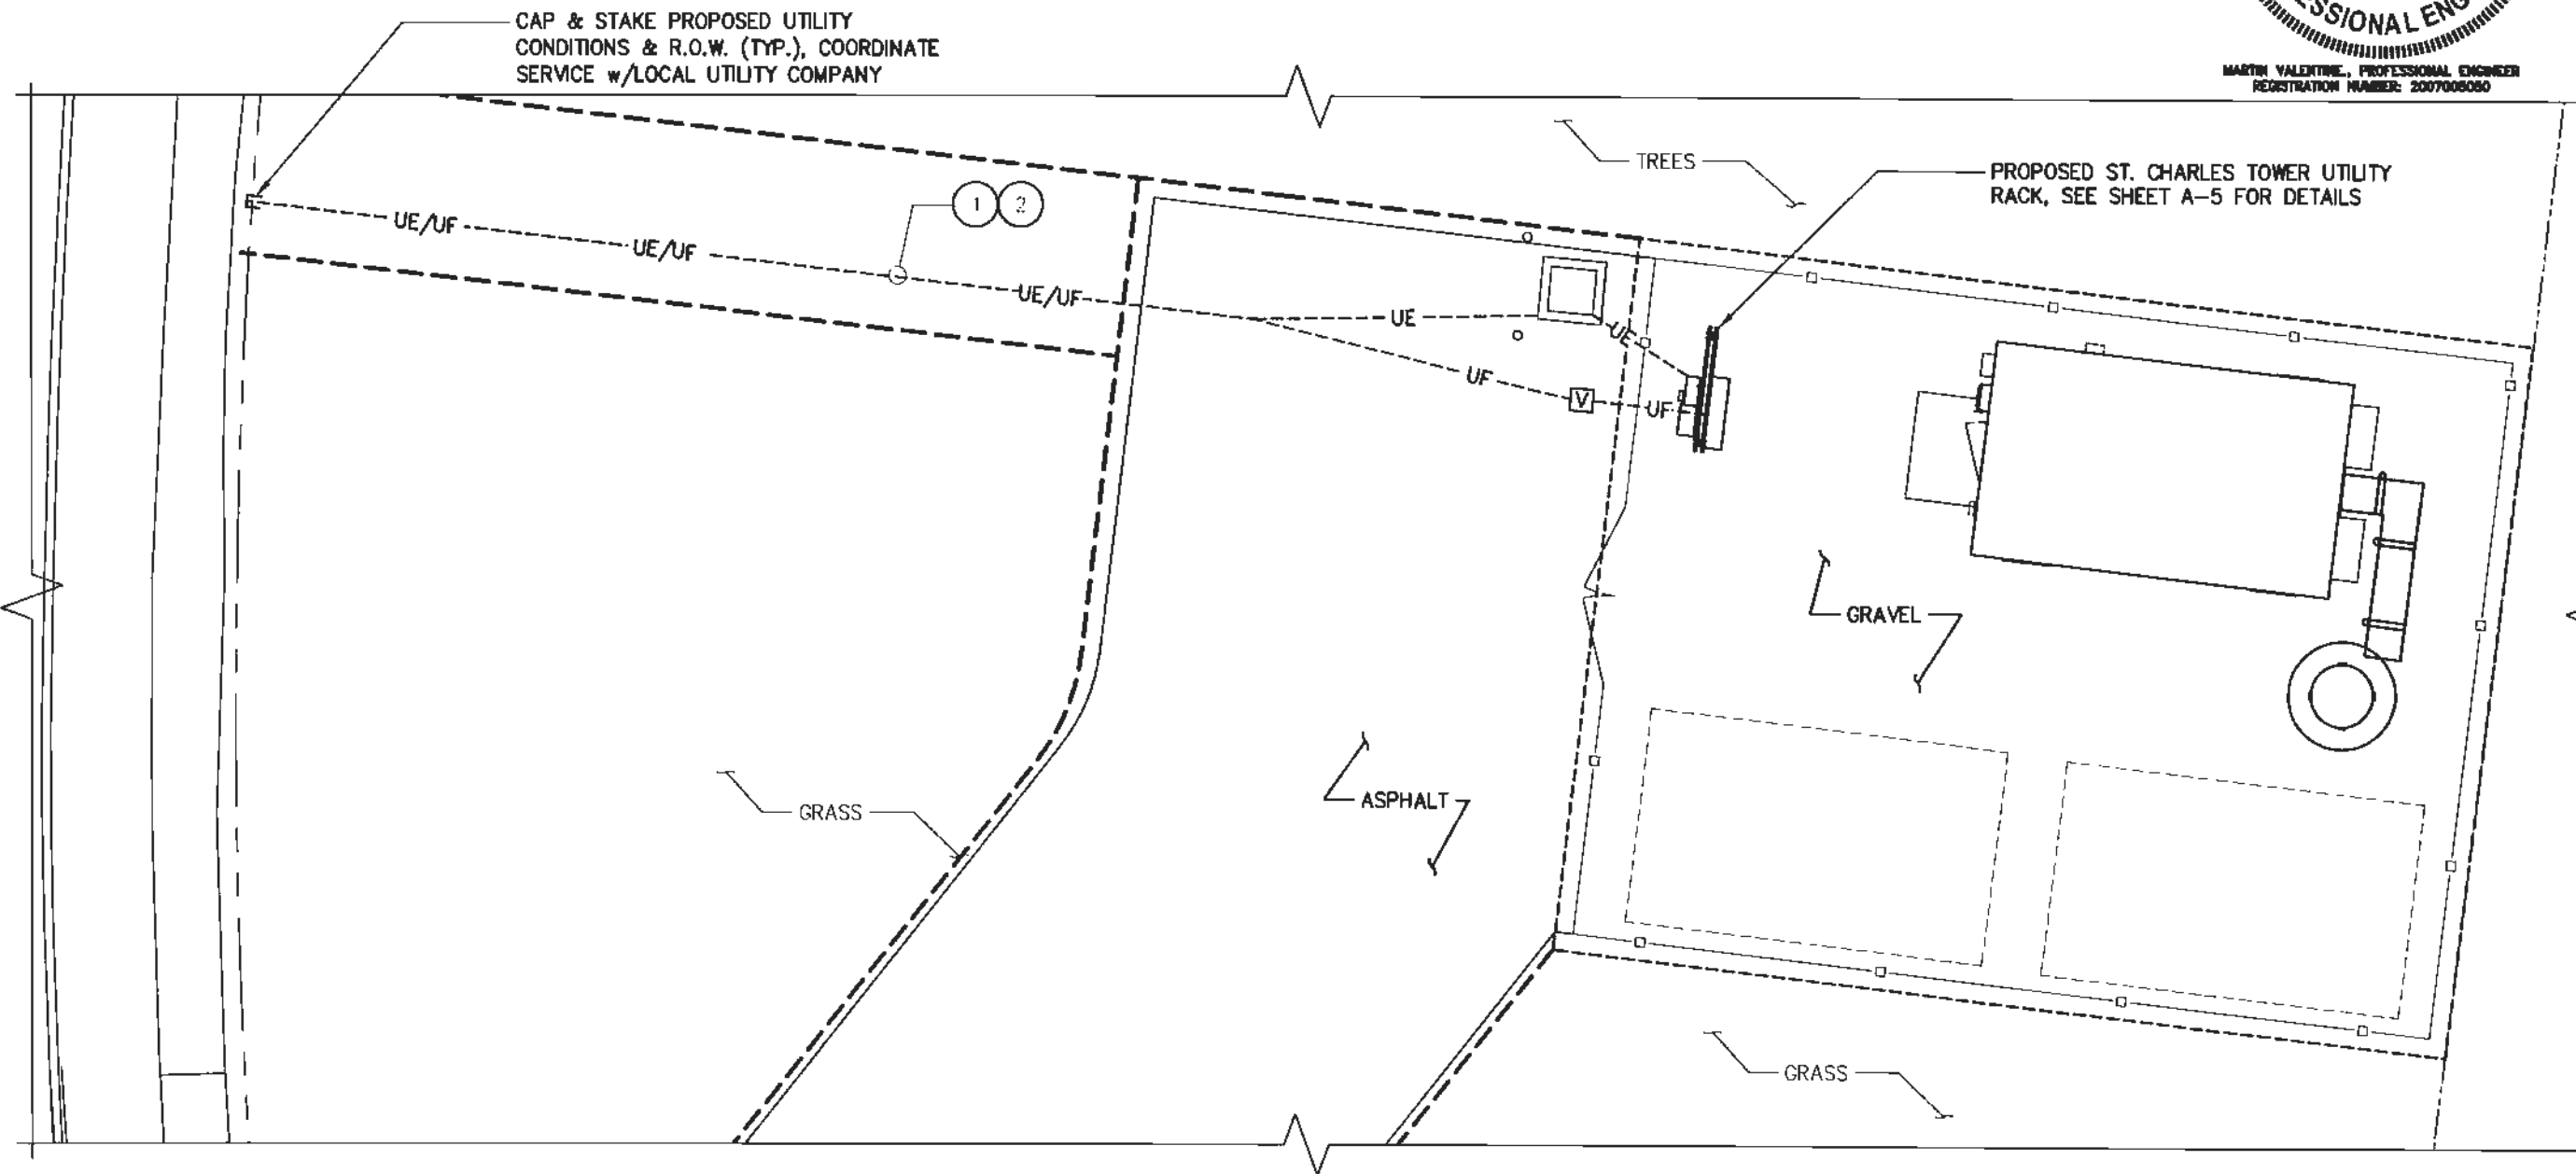 CAP & STAKE PROPOSED UTILITY
CONDITIONS & R.O.W. (TYP.), COORDINATE
SERVICE w/LOCAL UTILITY COMPANY
MARTIN VALENTINE., PROFESSIONAL ENGINEER
REGISTRATION NUMBER:
TREES
PROPOSED ST. CHARLES TOWER UTILITY
RACK, SEE SHEET A-5 FOR DETAILS
1 2
UE/UF
UE/UF
UE/UF
UE
UE
UF
V
UF
GRAVEL
ASPHALT
GRASS
GRASS